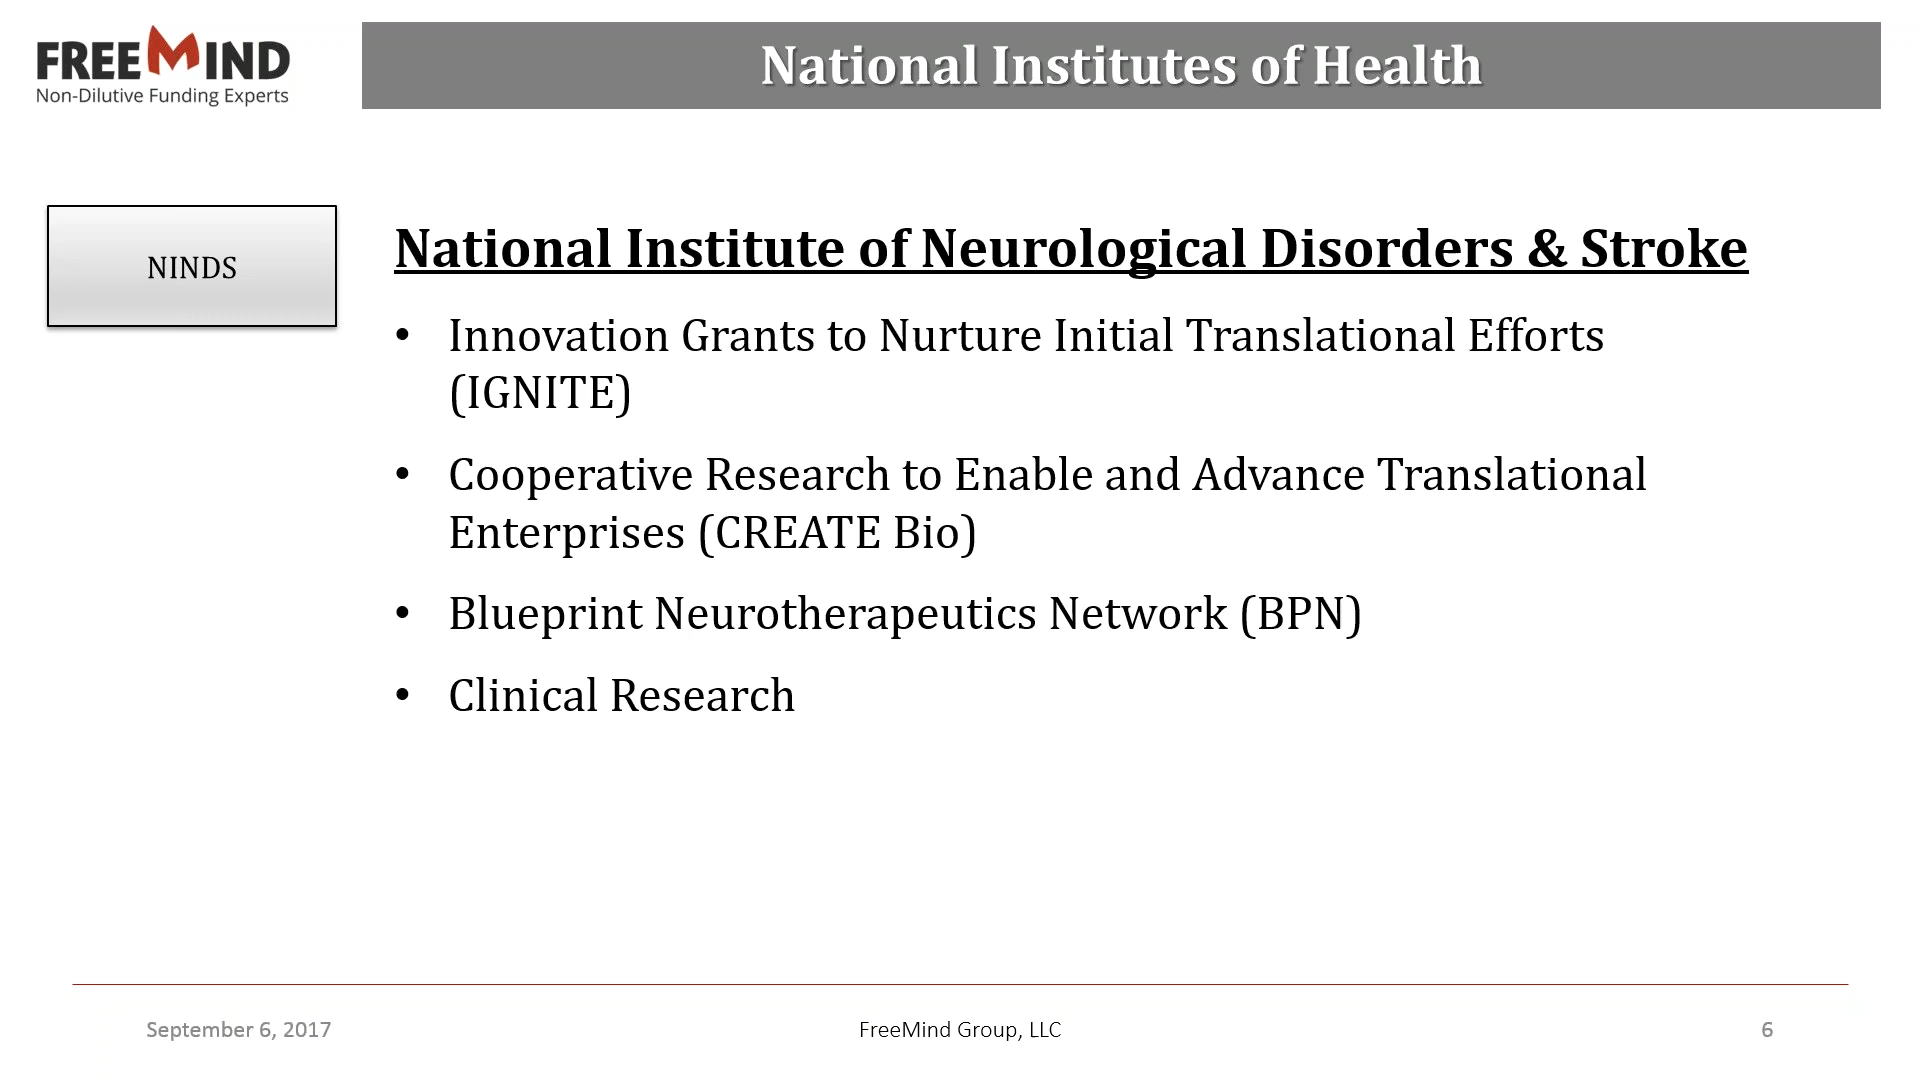 FREEMIND
Non-Dilutive Funding Experts
National Institutes of Health
NINDS
National Institute of Neurological Disorders & Stroke
• Innovation Grants to Nurture Initial Translational Efforts
(IGNITE)
• Cooperative Research to Enable and Advance Translational
Enterprises (CREATE Bio)
• Blueprint Neurotherapeutics Network (BPN)
• Clinical Research
September 6, 2017
FreeMind Group, LLC
6